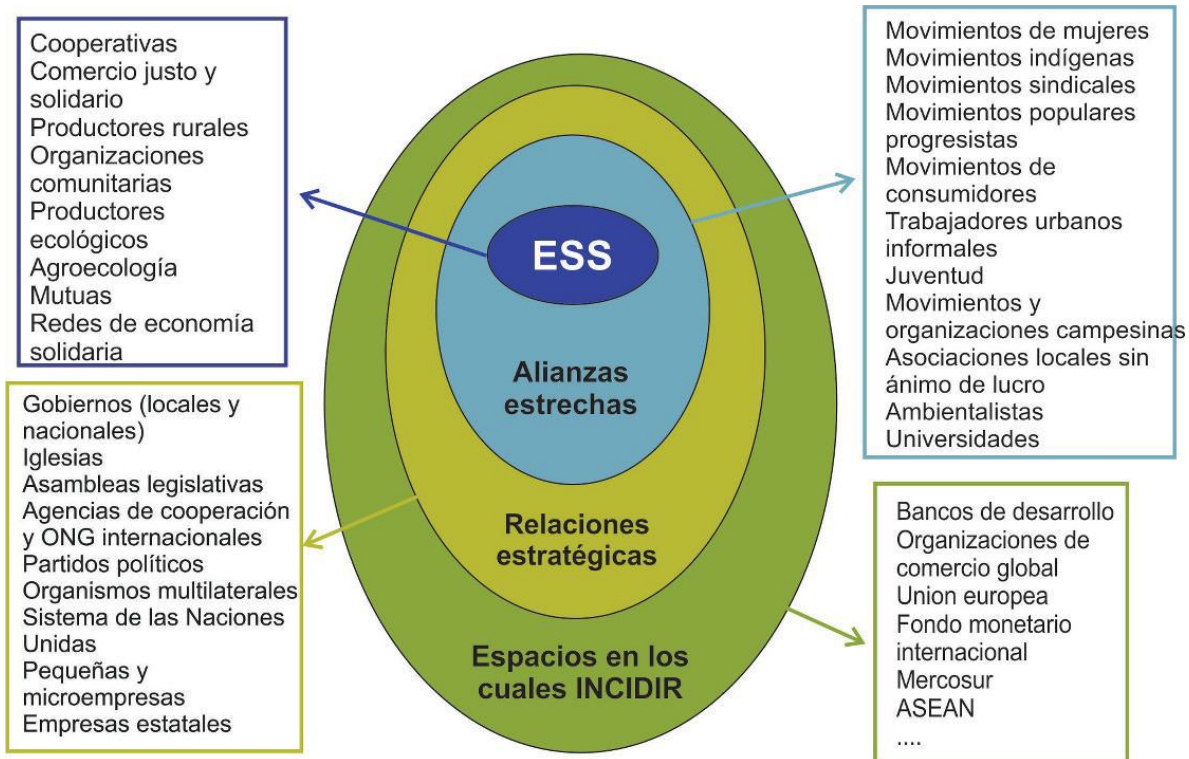 Cooperativas
Comercio justo y
solidario
Productores rurales
Organizaciones
comunitarias
Productores
ecológicos
Agroecología
Mutuas
Redes de economía
solidaria
Movimientos de mujeres
Movimientos indígenas
Movimientos sindicales
Movimientos populares
progresistas
Movimientos de
consumidores
Trabajadores urbanos
informales
Juventud
Movimientos y
organizaciones campesinas
Asociaciones locales sin
ánimo de lucro
Ambientalistas
Universidades
ESS
Alianzas
estrechas
Relaciones
estratégicas
Espacios en los
cuales INCIDIR
Gobiernos (locales y
nacionales)
Iglesias
Asambleas legislativas
Agencias de cooperación
y ONG internacionales
Partidos políticos
Organismos multilaterales
Sistema de las Naciones
Unidas
Pequeñas y
microempresas
Empresas estatales
Bancos de desarrollo
Organizaciones de
comercio global
Union europea
Fondo monetario
internacional
Mercosur
ASEAN
....